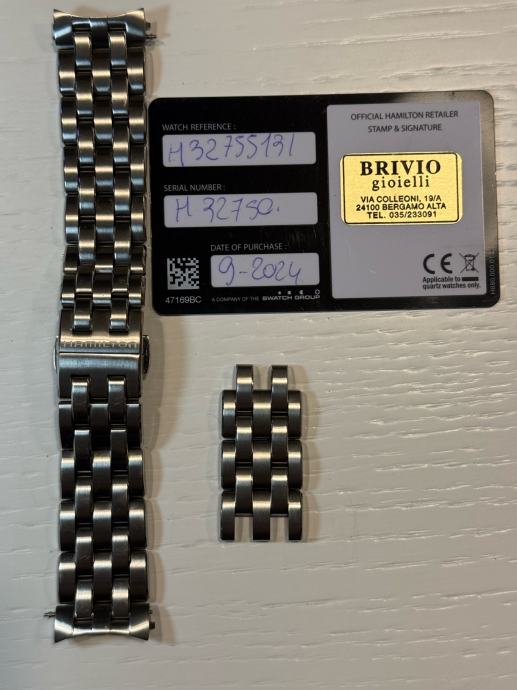 HAMILTON
WATCH REFERENCE :
H32755131
SERIAL NUMBER :
H 32750.
DATE OF PURCHASE :
9-2024
47169BC
A COMPANY OF THE SWATCH GROUP
OFFICIAL HAMILTON RETAILER
STAMP & SIGNATURE
BRIVIO
gioielli
VIA COLLEONI, 19/A
24100 BERGAMO ALTA
TEL. 035/233091
CE
Applicable to
quartz watches only.